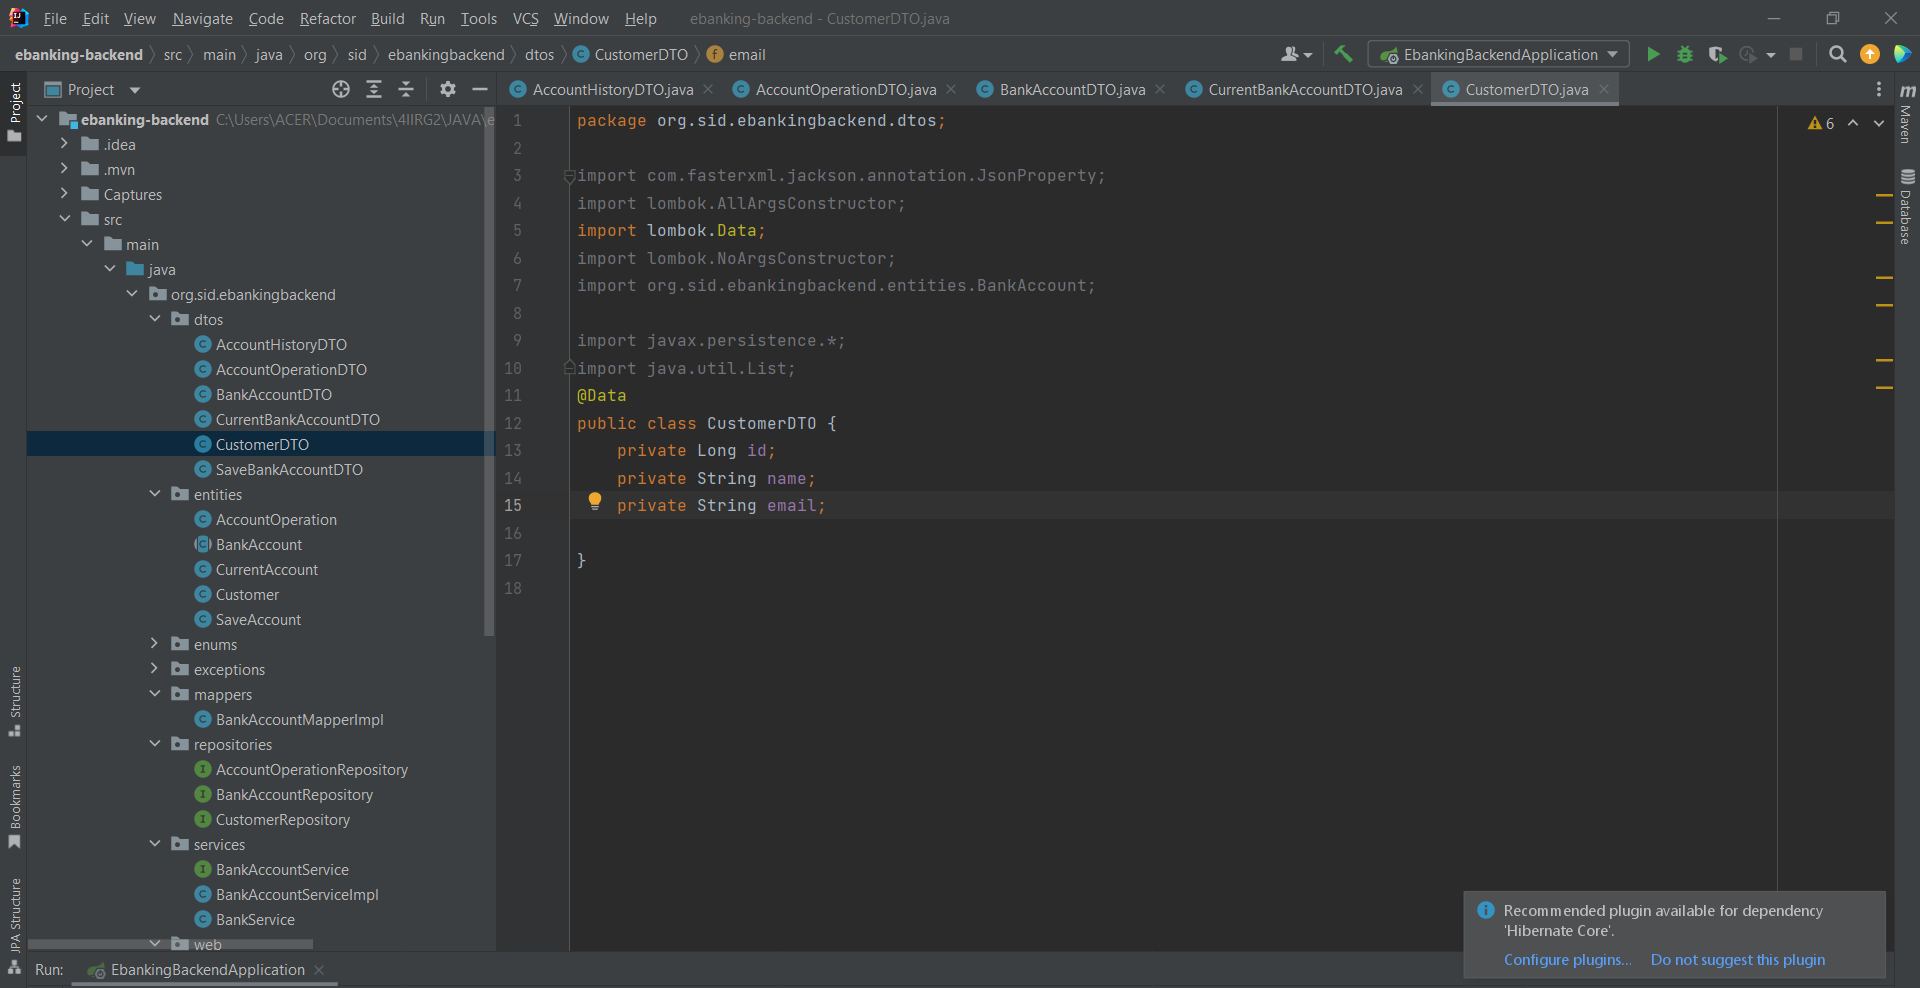 File Edit View Navigate Code Refactor Build Run Tools VCS Window Help ebanking-backend - CustomerDTO.java
ebanking-backend src main java org sid ebankingbackend dtos CustomerDTO email EbankingBackendApplication
Project
AccountHistoryDTO.java AccountOperationDTO.java BankAccountDTO.java CurrentBankAccountDTO.java CustomerDTO.java
Project
Structure
Bookmarks
JPA Structure
ebanking-backend C:\Users\ACER\Documents\4IIRG2\JAVA\e
.idea
.mvn
Captures
src
main
java
org.sid.ebankingbackend
dtos
AccountHistoryDTO
AccountOperationDTO
BankAccountDTO
CurrentBankAccountDTO
CustomerDTO
SaveBankAccountDTO
entities
AccountOperation
BankAccount
CurrentAccount
Customer
SaveAccount
enums
exceptions
mappers
BankAccountMapperImpl
repositories
AccountOperationRepository
BankAccountRepository
CustomerRepository
services
BankAccountService
BankAccountServiceImpl
BankService
web
1 package org.sid.ebankingbackend.dtos;
2
3 import com.fasterxml.jackson.annotation.JsonProperty;
4 import lombok.AllArgsConstructor;
5 import lombok.Data;
6 import lombok.NoArgsConstructor;
7 import org.sid.ebankingbackend.entities.BankAccount;
8
9 import javax.persistence.*;
10 import java.util.List;
11 @Data
12 public class CustomerDTO {
13 private Long id;
14 private String name;
15 private String email;
16
17 }
18
6
Maven
Database
Recommended plugin available for dependency
'Hibernate Core'.
Configure plugins... Do not suggest this plugin
Run: EbankingBackendApplication